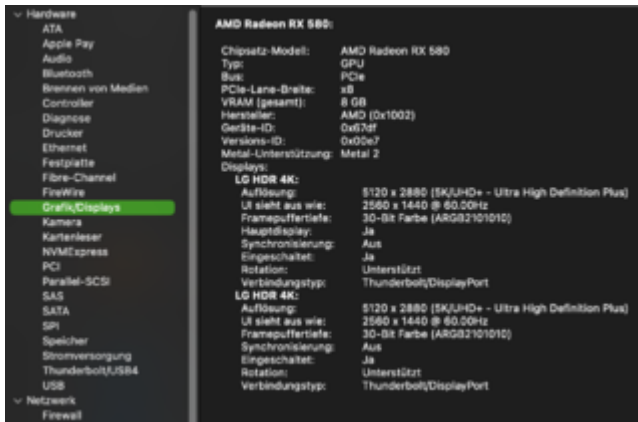 Hardware
ATA
Apple Pay
Audio
Bluetooth
Brennen von Medien
Controller
Diagnose
Drucker
Ethernet
Festplatte
Fibre-Channel
FireWire
Grafik/Displays
Kamera
Kartenleser
NVMExpress
PCI
Parallel-SCSI
SAS
SATA
SPI
Speicher
Stromversorgung
Thunderbolt/USB4
USB
Netzwerk
Firewall
AMD Radeon RX 580:
Chipsatz-Modell: AMD Radeon RX 580
Typ: GPU
Bus: PCIe
PCIe-Lane-Breite: x8
VRAM (gesamt): 8 GB
Hersteller: AMD (0x1002)
Geräte-ID: 0x67df
Versions-ID: 0x00e7
Metal-Unterstützung: Metal 2
Displays:
LG HDR 4K:
Auflösung: 5120 x 2880 (5K/UHD+ - Ultra High Definition Plus)
UI sieht aus wie: 2560 x 1440 @ 60.00Hz
Framepuffertiefe: 30-Bit Farbe (ARGB2101010)
Hauptdisplay: Ja
Synchronisierung: Aus
Eingeschaltet: Ja
Rotation: Unterstützt
Verbindungstyp: Thunderbolt/DisplayPort
LG HDR 4K:
Auflösung: 5120 x 2880 (5K/UHD+ - Ultra High Definition Plus)
UI sieht aus wie: 2560 x 1440 @ 60.00Hz
Framepuffertiefe: 30-Bit Farbe (ARGB2101010)
Synchronisierung: Aus
Eingeschaltet: Ja
Rotation: Unterstützt
Verbindungstyp: Thunderbolt/DisplayPort